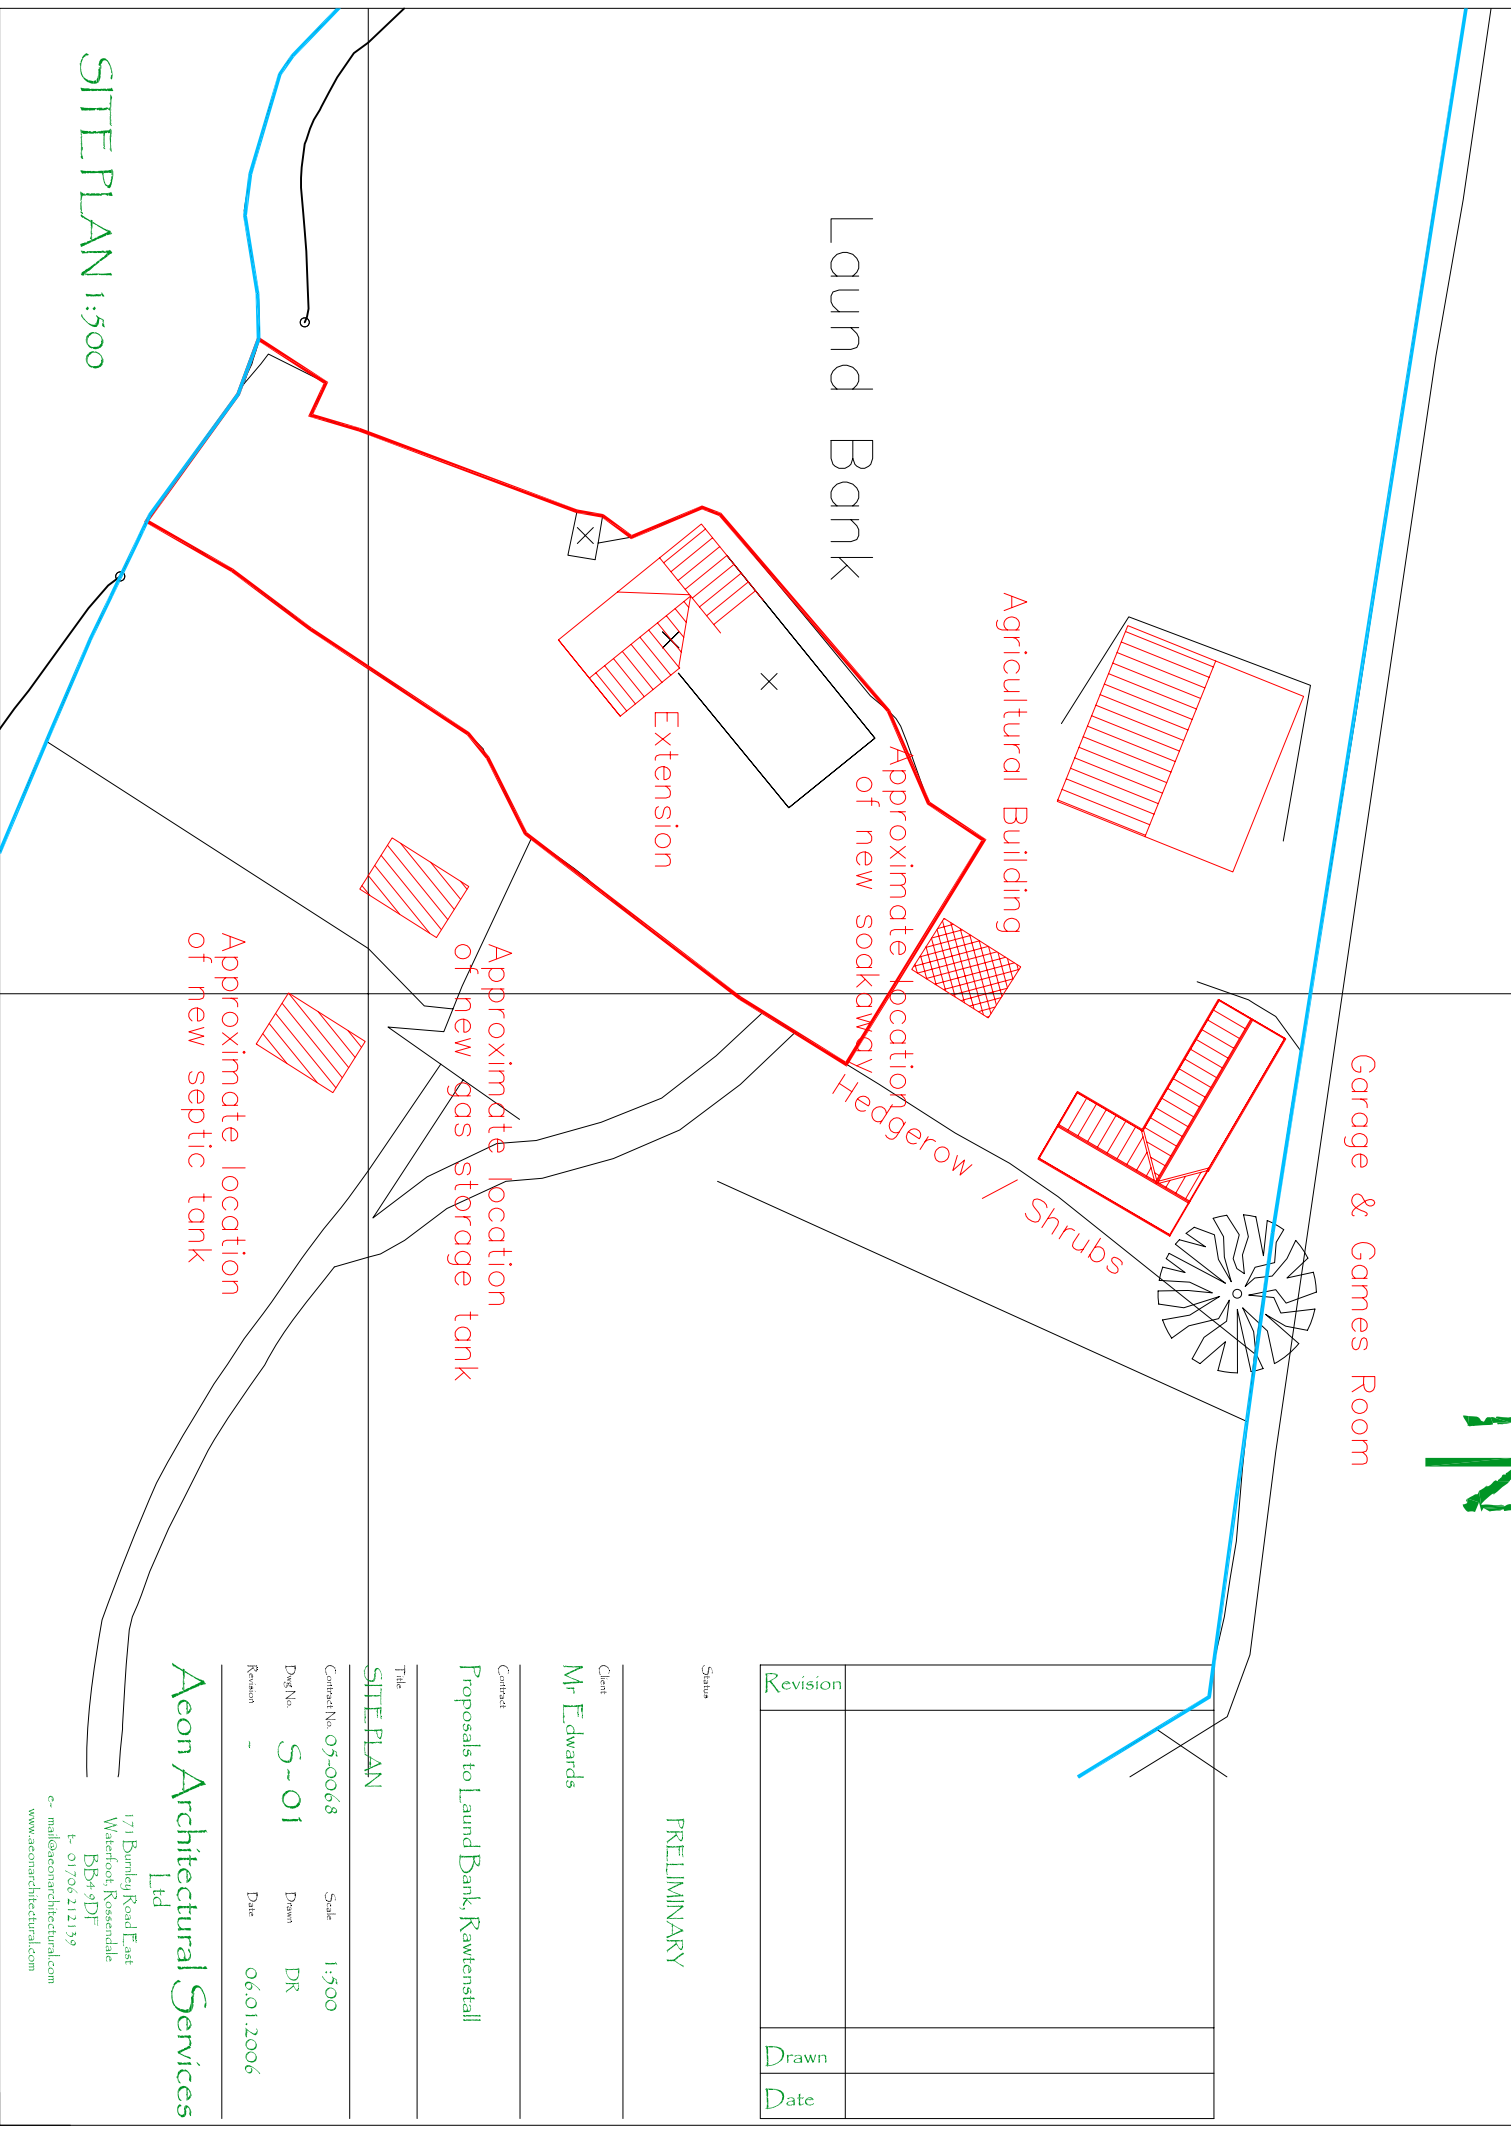 SITE PLAN 1:500
Laund Bank
Agricultural Building
Extension
Approximate location
of new soakaway
Garage & Games Room
Hedgerow / Shrubs
Approximate location
of new gas storage tank
Approximate location
of new septic tank
N
Revision
Drawn
Date
Status
PRELIMINARY
Client
Mr Edwards
Contract
Proposals to Laund Bank, Rawtenstall
Title
SITE PLAN
Contract No. 05-0068
Scale 1:500
Dwg No. S-01
Drawn DR
Revision -
Date 06.01.2006
Aeon Architectural Services
Ltd
171 Burnley Road East
Waterfoot, Rossendale
BB4 9DF
t- 01706 212139
e- mail@aeonarchitectural.com
www.aeonarchitectural.com